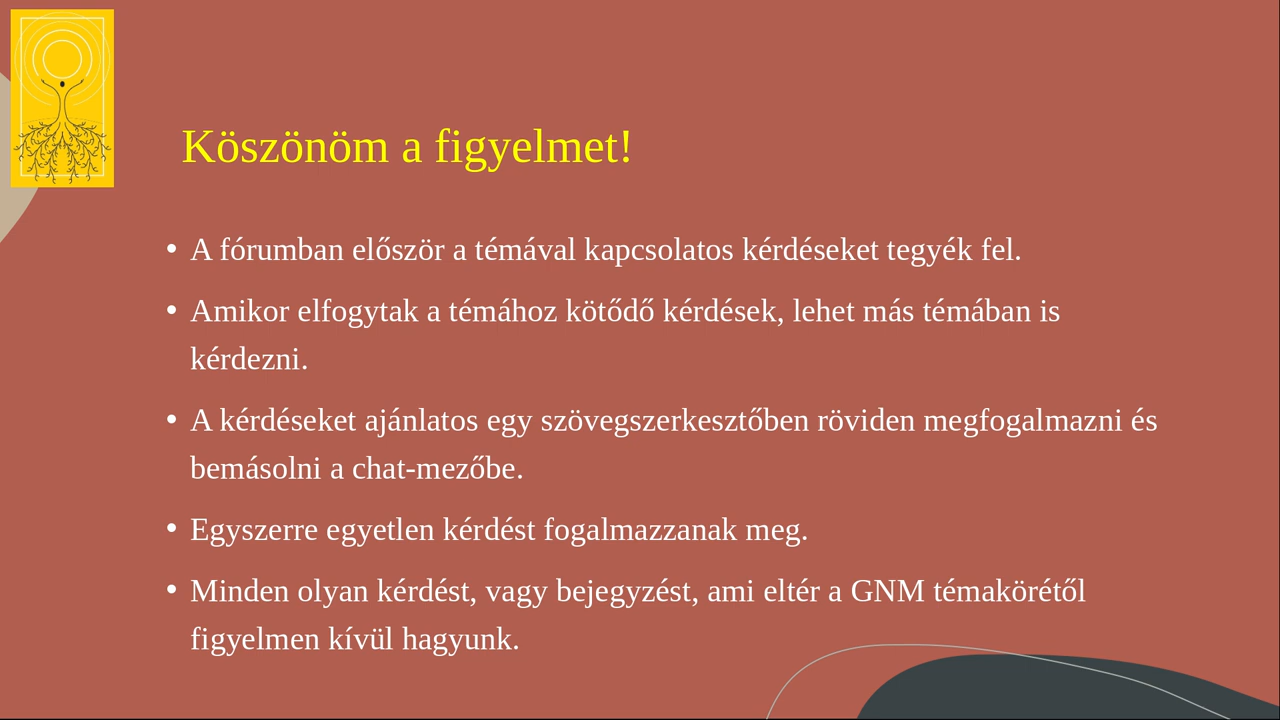 Köszönöm a figyelmet!
• A fórumban először a témával kapcsolatos kérdéseket tegyék fel.
• Amikor elfogytak a témához kötődő kérdések, lehet más témában is
kérdezni.
• A kérdéseket ajánlatos egy szövegszerkesztőben röviden megfogalmazni és
bemásolni a chat-mezőbe.
• Egyszerre egyetlen kérdést fogalmazzanak meg.
• Minden olyan kérdést, vagy bejegyzést, ami eltér a GNM témakörétől
figyelmen kívül hagyunk.